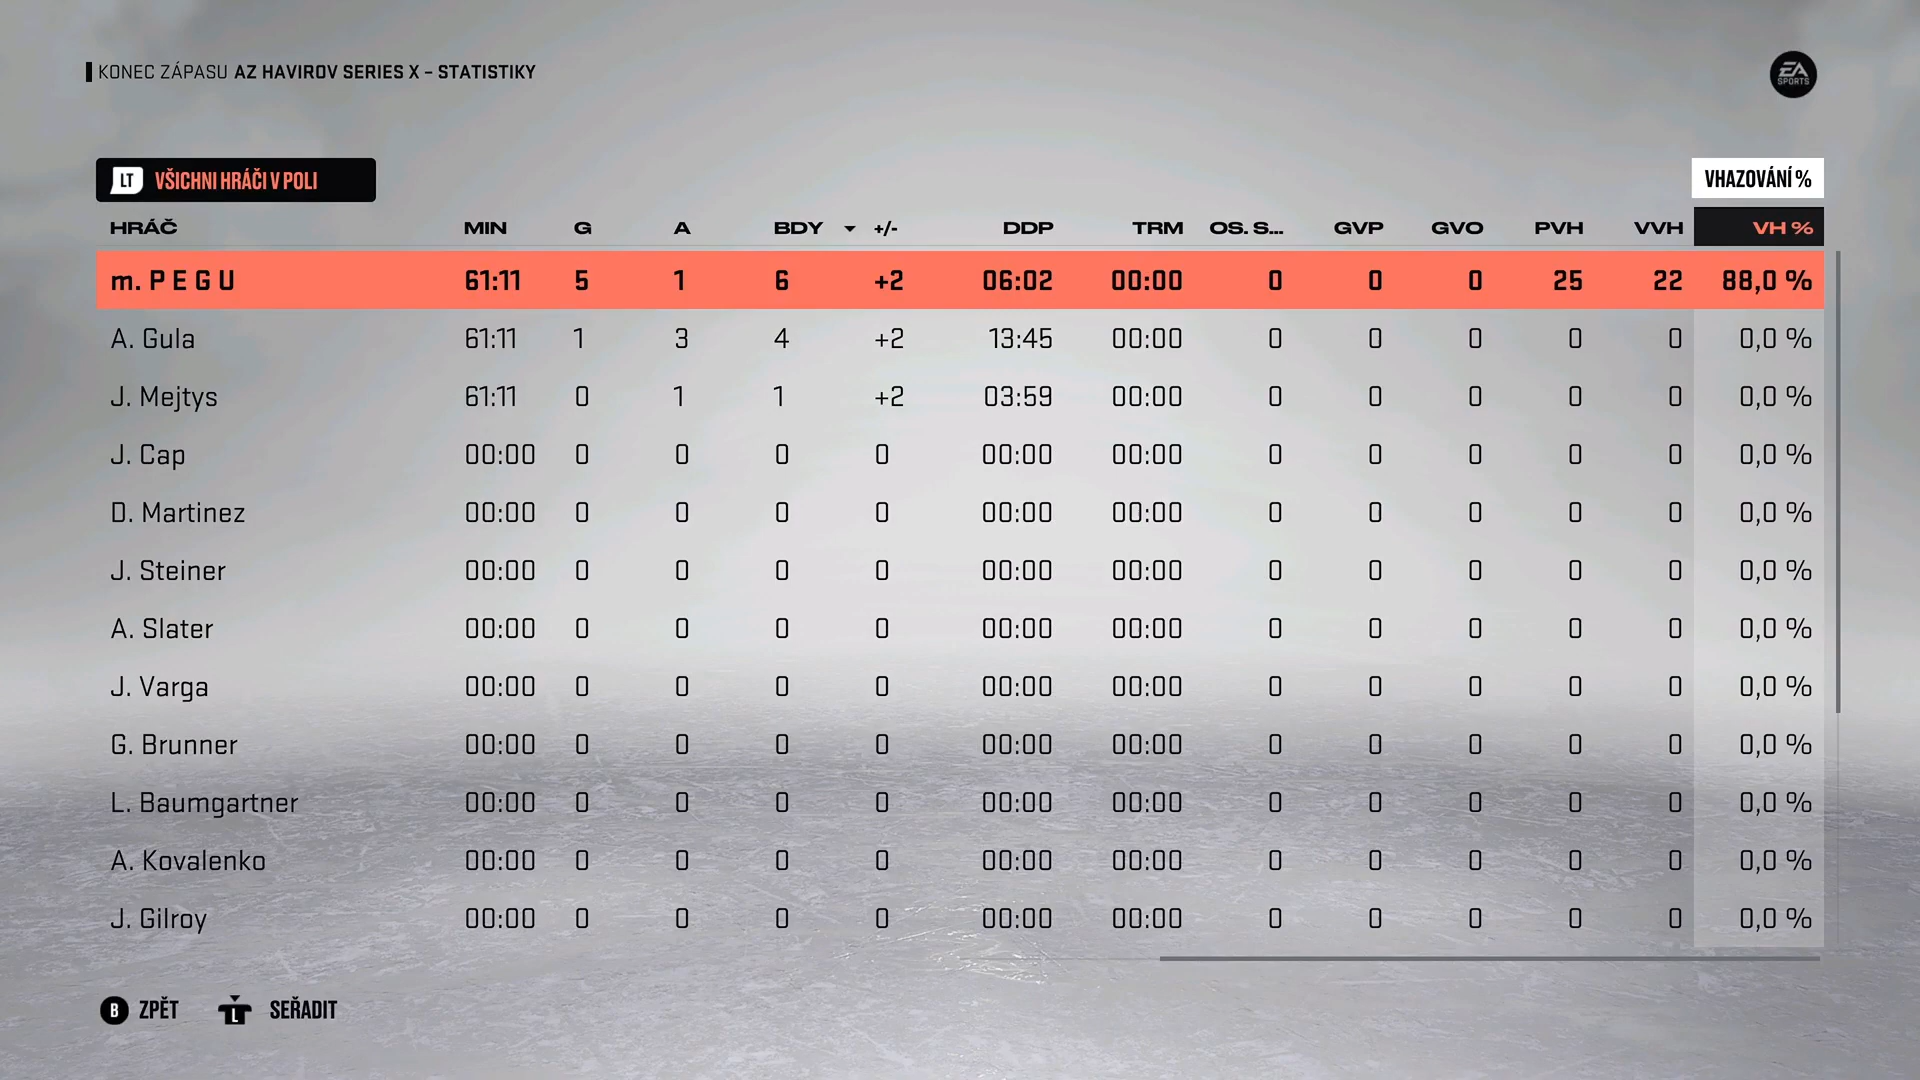 KONEC ZÁPASU AZ HAVIROV SERIES X – STATISTIKY
EA SPORTS
LT VŠICHNI HRÁČI V POLI
VHAZOVÁNÍ %
HRÁČ MIN G A BDY +/- DDP TRM OS. S... GVP GVO PVH VVH VH %
m. P E G U 61:11 5 1 6 +2 06:02 00:00 0 0 0 25 22 88,0 %
A. Gula 61:11 1 3 4 +2 13:45 00:00 0 0 0 0 0 0,0 %
J. Mejtys 61:11 0 1 1 +2 03:59 00:00 0 0 0 0 0 0,0 %
J. Cap 00:00 0 0 0 0 00:00 00:00 0 0 0 0 0 0,0 %
D. Martinez 00:00 0 0 0 0 00:00 00:00 0 0 0 0 0 0,0 %
J. Steiner 00:00 0 0 0 0 00:00 00:00 0 0 0 0 0 0,0 %
A. Slater 00:00 0 0 0 0 00:00 00:00 0 0 0 0 0 0,0 %
J. Varga 00:00 0 0 0 0 00:00 00:00 0 0 0 0 0 0,0 %
G. Brunner 00:00 0 0 0 0 00:00 00:00 0 0 0 0 0 0,0 %
L. Baumgartner 00:00 0 0 0 0 00:00 00:00 0 0 0 0 0 0,0 %
A. Kovalenko 00:00 0 0 0 0 00:00 00:00 0 0 0 0 0 0,0 %
J. Gilroy 00:00 0 0 0 0 00:00 00:00 0 0 0 0 0 0,0 %
B ZPĚT L SEŘADIT